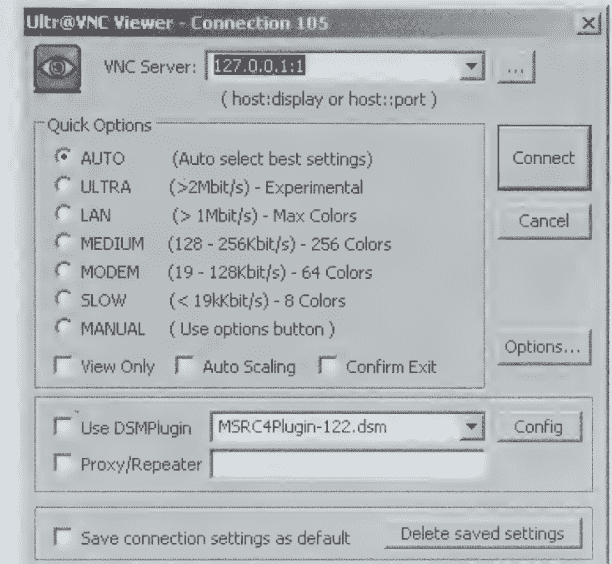 Ultr@VNC Viewer - Connection 105
VNC Server: 127.0.0.1:1 ...
( host:display or host::port )
Quick Options
AUTO (Auto select best settings)
ULTRA (>2Mbit/s) - Experimental
LAN (> 1Mbit/s) - Max Colors
MEDIUM (128 - 256Kbit/s) - 256 Colors
MODEM (19 - 128Kbit/s) - 64 Colors
SLOW (< 19kKbit/s) - 8 Colors
MANUAL ( Use options button )
View Only Auto Scaling Confirm Exit
Connect
Cancel
Options...
Use DSMPlugin MSRC4Plugin-122.dsm Config
Proxy/Repeater
Save connection settings as default Delete saved settings